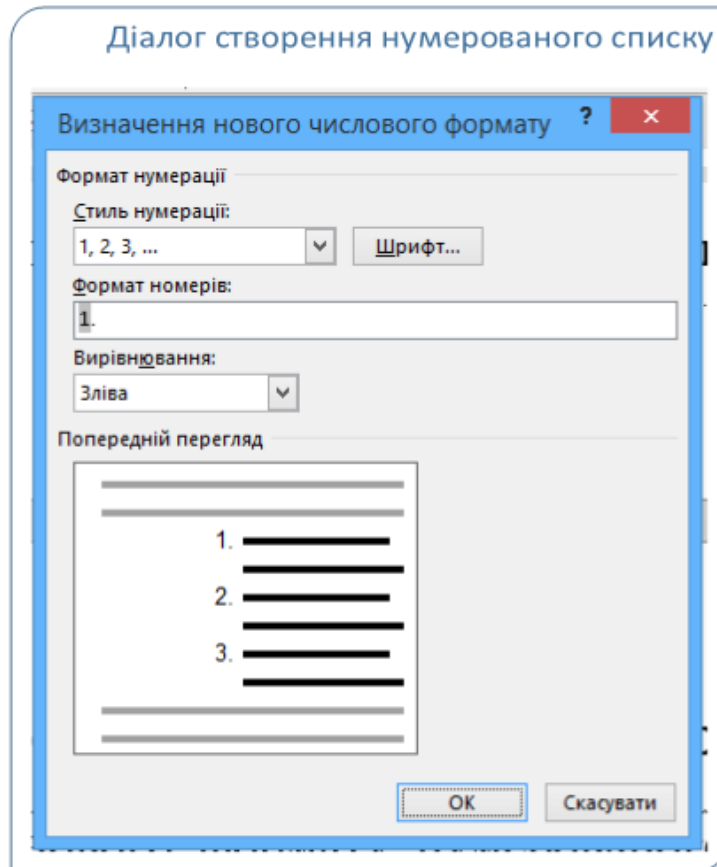 Діалог створення нумерованого списку
Визначення нового числового формату ? ×
Формат нумерації
Стиль нумерації:
1, 2, 3, ... Шрифт...
Формат номерів:
1.
Вирівнювання:
Зліва
Попередній перегляд
1.
2.
3.
ОК Скасувати